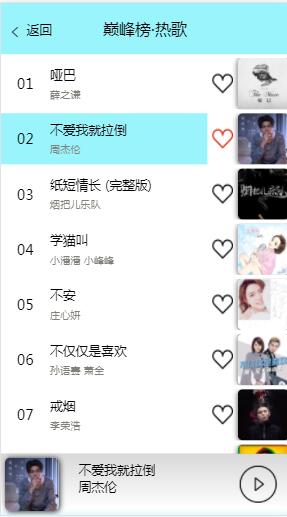 返回
巅峰榜·热歌
01
哑巴
薛之谦
02
不爱我就拉倒
周杰伦
03
纸短情长 (完整版)
烟把儿乐队
04
学猫叫
小潘潘 小峰峰
05
不安
庄心妍
06
不仅仅是喜欢
孙语赛 萧全
07
戒烟
李荣浩
不爱我就拉倒
周杰伦